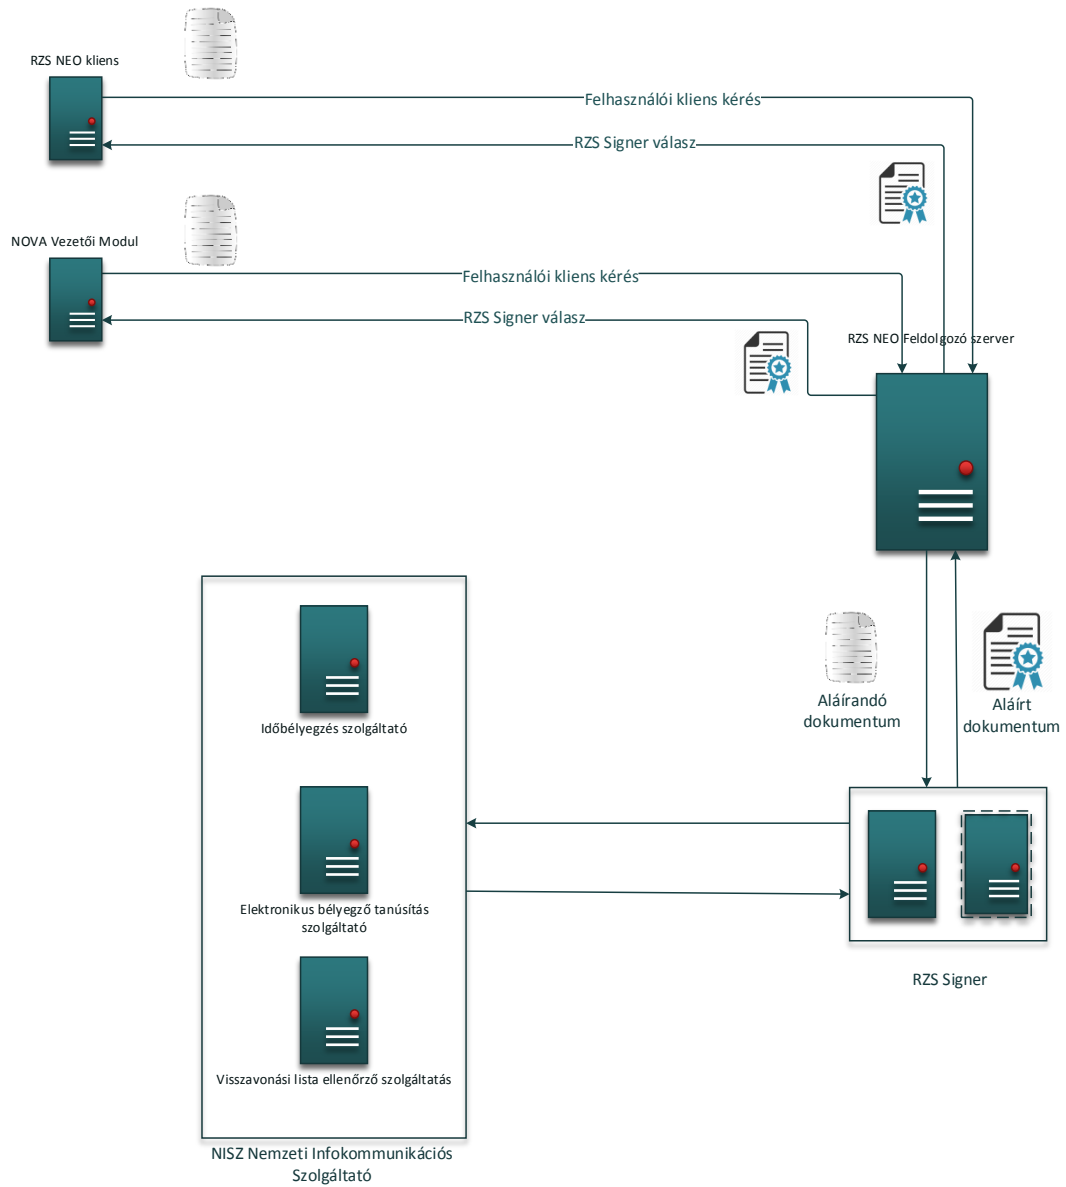 RZS NEO kliens
Felhasználói kliens kérés
RZS Signer válasz
NOVA Vezetői Modul
Felhasználói kliens kérés
RZS Signer válasz
RZS NEO Feldolgozó szerver
Időbélyegzés szolgáltató
Aláírandó
dokumentum
Aláírt
dokumentum
Elektronikus bélyegző tanúsítás
szolgáltató
RZS Signer
Visszavonási lista ellenőrző szolgáltatás
NISZ Nemzeti Infokommunikációs
Szolgáltató